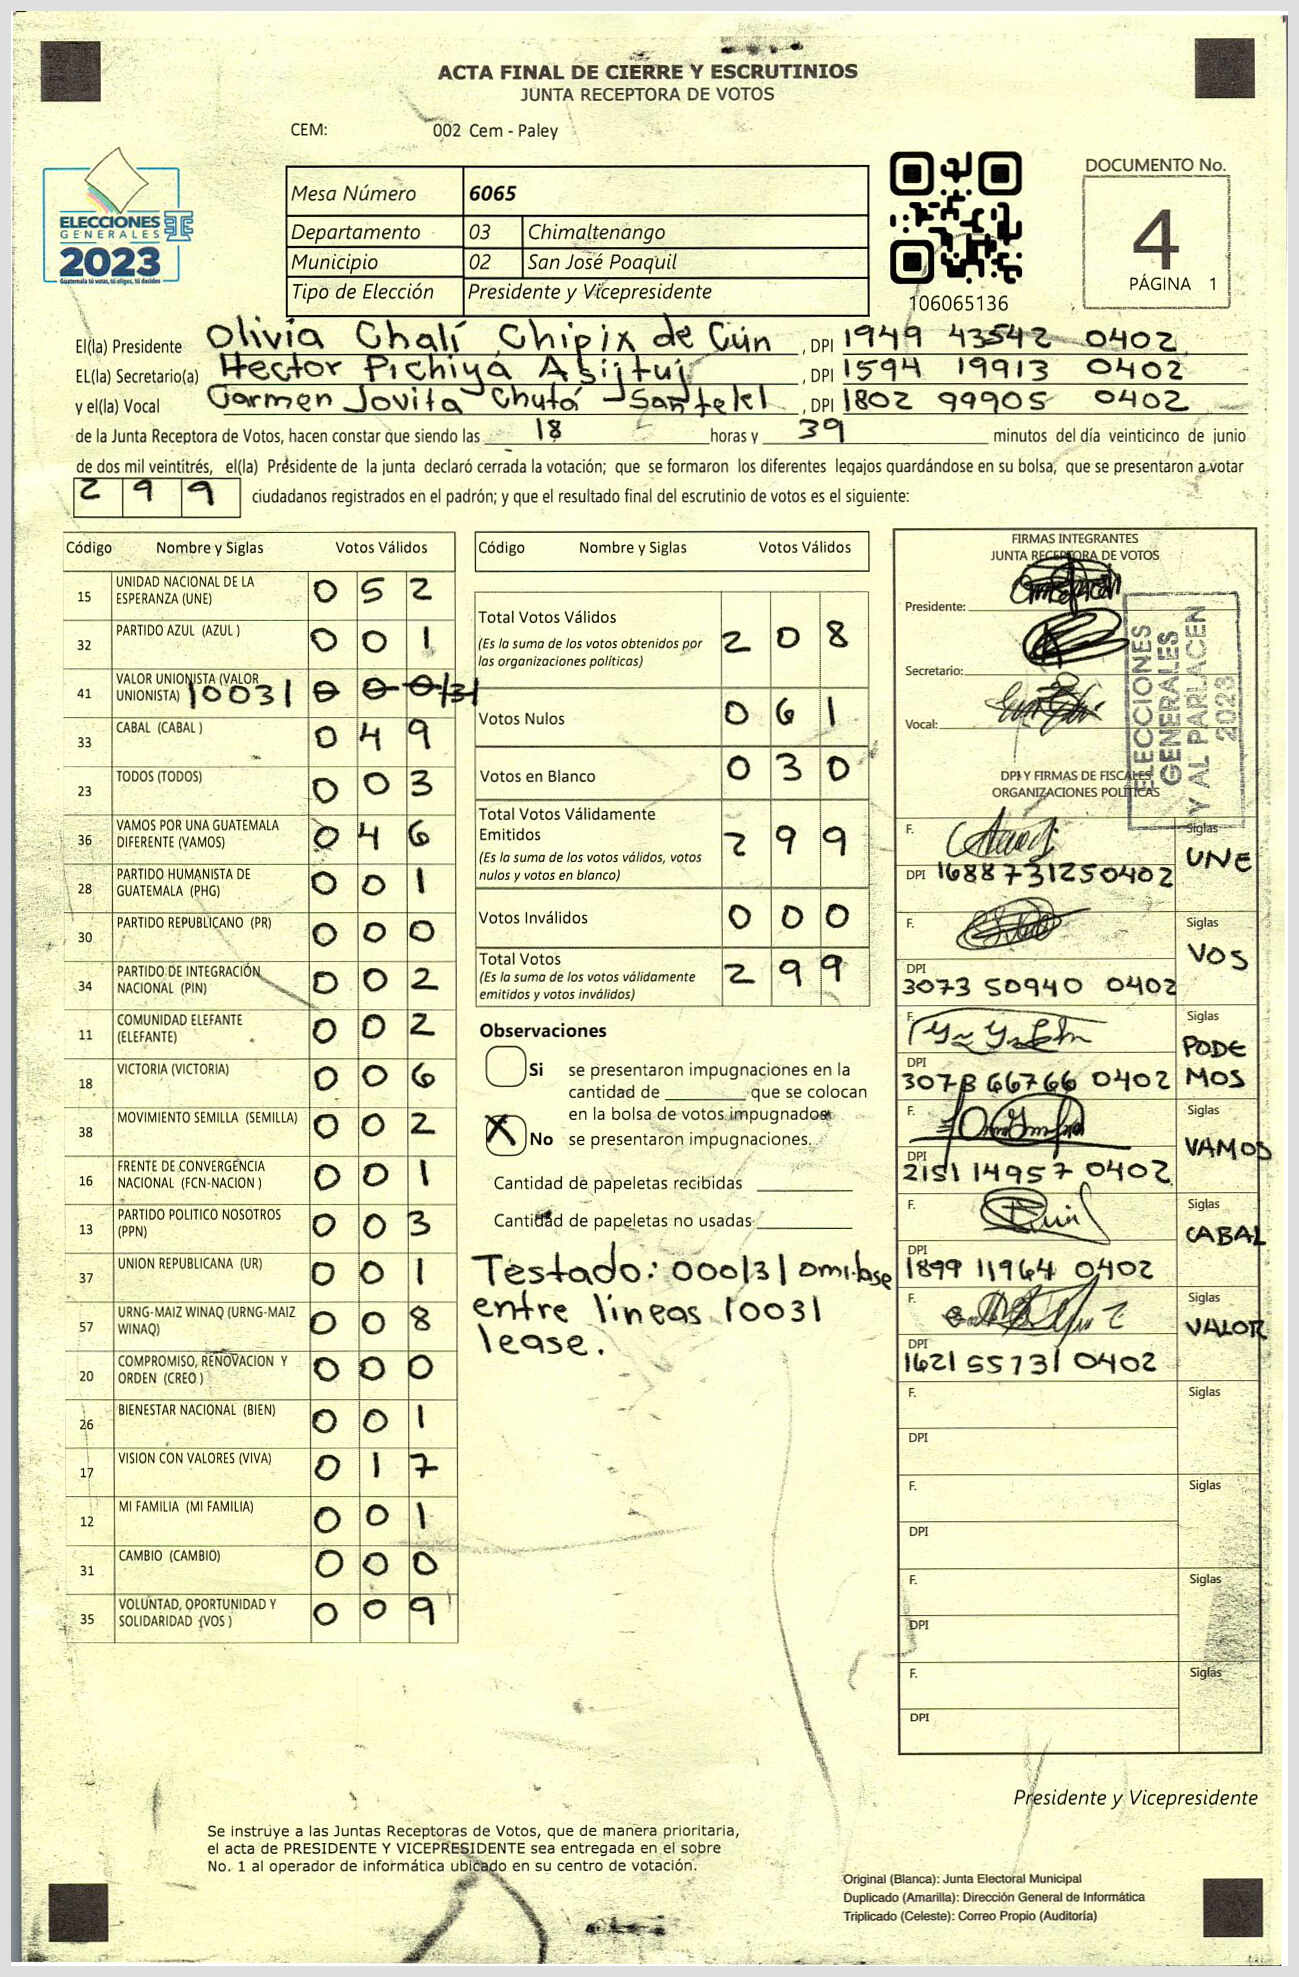 ACTA FINAL DE CIERRE Y ESCRUTINIOS
JUNTA RECEPTORA DE VOTOS
CEM: 002 Cem - Paley
ELECCIONES
GENERALES
2023
Guatemala tú votas, tú eliges, tú decides
Mesa Número 6065
Departamento 03 Chimaltenango
Municipio 02 San José Poaquil
Tipo de Elección Presidente y Vicepresidente
106065136
DOCUMENTO No.
4
PÁGINA 1
El(la) Presidente Olivia Chalí Chipix de Cún , DPI 1949 43542 0402
EL(la) Secretario(a) Hector Pichiyá Asijtuj , DPI 1594 19913 0402
y el(la) Vocal Carmen Jovita Chutá Santelel , DPI 1802 99905 0402
de la Junta Receptora de Votos, hacen constar que siendo las 18 horas y 39 minutos del día veinticinco de junio
de dos mil veintitrés, el(la) Présidente de la junta declaró cerrada la votación; que se formaron los diferentes legajos guardándose en su bolsa, que se presentaron a votar
299 ciudadanos registrados en el padrón; y que el resultado final del escrutinio de votos es el siguiente:
Código Nombre y Siglas Votos Válidos
15 UNIDAD NACIONAL DE LA ESPERANZA (UNE) 0 5 2
32 PARTIDO AZUL (AZUL ) 0 0 1
41 VALOR UNIONISTA (VALOR UNIONISTA) |0031 0 0 0/31
33 CABAL (CABAL ) 0 4 9
23 TODOS (TODOS) 0 0 3
36 VAMOS POR UNA GUATEMALA DIFERENTE (VAMOS) 0 4 6
28 PARTIDO HUMANISTA DE GUATEMALA (PHG) 0 0 1
30 PARTIDO REPUBLICANO (PR) 0 0 0
34 PARTIDO DE INTEGRACIÓN NACIONAL (PIN) 0 0 2
11 COMUNIDAD ELEFANTE (ELEFANTE) 0 0 2
18 VICTORIA (VICTORIA) 0 0 6
38 MOVIMIENTO SEMILLA (SEMILLA) 0 0 2
16 FRENTE DE CONVERGENCIA NACIONAL (FCN-NACION ) 0 0 1
13 PARTIDO POLITICO NOSOTROS (PPN) 0 0 3
37 UNION REPUBLICANA (UR) 0 0 1
57 URNG-MAIZ WINAQ (URNG-MAIZ WINAQ) 0 0 8
20 COMPROMISO, RENOVACION Y ORDEN (CREO ) 0 0 0
26 BIENESTAR NACIONAL (BIEN) 0 0 1
17 VISION CON VALORES (VIVA) 0 1 7
12 MI FAMILIA (MI FAMILIA) 0 0 1
31 CAMBIO (CAMBIO) 0 0 0
35 VOLUNTAD, OPORTUNIDAD Y SOLIDARIDAD (VOS ) 0 0 9
Código Nombre y Siglas Votos Válidos
Total Votos Válidos 2 0 8
(Es la suma de los votos obtenidos por
las organizaciones políticas)
Votos Nulos 0 6 1
Votos en Blanco 0 3 0
Total Votos Válidamente
Emitidos 2 9 9
(Es la suma de los votos válidos, votos
nulos y votos en blanco)
Votos Inválidos 0 0 0
Total Votos 2 9 9
(Es la suma de los votos válidamente
emitidos y votos inválidos)
Observaciones
Si se presentaron impugnaciones en la
cantidad de ________ que se colocan
en la bolsa de votos impugnados.
X No se presentaron impugnaciones.
Cantidad de papeletas recibidas
Cantidad de papeletas no usadas
Testado: 000/31 omitase
entre lineas |0031
lease.
FIRMAS INTEGRANTES
JUNTA RECEPTORA DE VOTOS
Presidente:
Secretario:
Vocal:
ELECCIONES
GENERALES
Y AL PARLACEN
2023
DPI Y FIRMAS DE FISCALES
ORGANIZACIONES POLÍTICAS
F. Siglas UNE
DPI 1688731250402
F. Siglas VOS
DPI 3073 50940 0402
F. Siglas PODEMOS
DPI 3078 66766 0402
F. Siglas VAMOS
DPI 2151 14957 0402
F. Siglas CABAL
DPI 1899 11964 0402
F. Siglas VALOR
DPI 1621 55731 0402
F. Siglas
DPI
F. Siglas
DPI
F. Siglas
DPI
F. Siglas
DPI
Presidente y Vicepresidente
Se instruye a las Juntas Receptoras de Votos, que de manera prioritaria,
el acta de PRESIDENTE Y VICEPRESIDENTE sea entregada en el sobre
No. 1 al operador de informática ubicado en su centro de votación.
Original (Blanca): Junta Electoral Municipal
Duplicado (Amarilla): Dirección General de Informática
Triplicado (Celeste): Correo Propio (Auditoría)